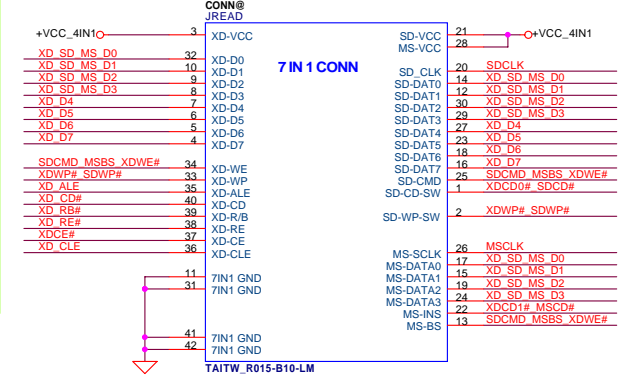 CONN@
JREAD
7 IN 1 CONN
+VCC_4IN1 3 XD-VCC
XD_SD_MS_D0 32 XD-D0
XD_SD_MS_D1 10 XD-D1
XD_SD_MS_D2 9 XD-D2
XD_SD_MS_D3 8 XD-D3
XD_D4 7 XD-D4
XD_D5 6 XD-D5
XD_D6 5 XD-D6
XD_D7 4 XD-D7
SDCMD_MSBS_XDWE# 34 XD-WE
XDWP#_SDWP# 33 XD-WP
XD_ALE 35 XD-ALE
XD_CD# 40 XD-CD
XD_RB# 39 XD-R/B
XD_RE# 38 XD-RE
XDCE# 37 XD-CE
XD_CLE 36 XD-CLE
11 7IN1 GND
31 7IN1 GND
41 7IN1 GND
42 7IN1 GND
SD-VCC 21 +VCC_4IN1
MS-VCC 28
SD_CLK 20 SDCLK
SD-DAT0 14 XD_SD_MS_D0
SD-DAT1 12 XD_SD_MS_D1
SD-DAT2 30 XD_SD_MS_D2
SD-DAT3 29 XD_SD_MS_D3
SD-DAT4 27 XD_D4
SD-DAT5 23 XD_D5
SD-DAT6 18 XD_D6
SD-DAT7 16 XD_D7
SD-CMD 25 SDCMD_MSBS_XDWE#
SD-CD-SW 1 XDCD0#_SDCD#
SD-WP-SW 2 XDWP#_SDWP#
MS-SCLK 26 MSCLK
MS-DATA0 17 XD_SD_MS_D0
MS-DATA1 15 XD_SD_MS_D1
MS-DATA2 19 XD_SD_MS_D2
MS-DATA3 24 XD_SD_MS_D3
MS-INS 22 XDCD1#_MSCD#
MS-BS 13 SDCMD_MSBS_XDWE#
TAITW_R015-B10-LM